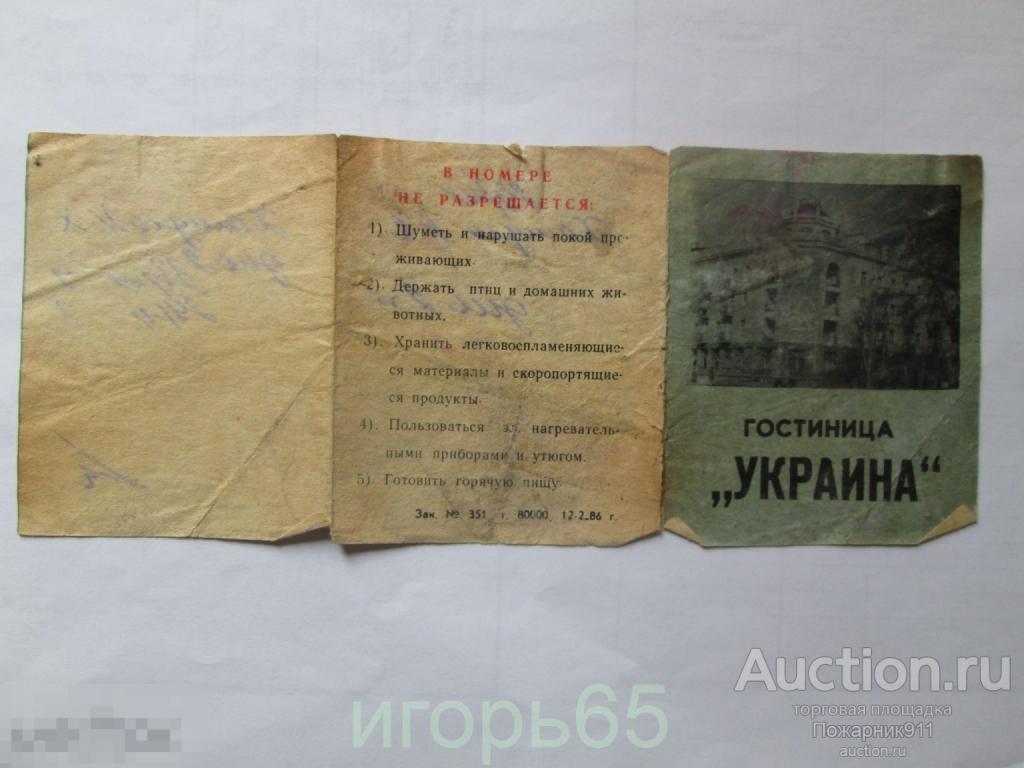 В НОМЕРЕ
НЕ РАЗРЕШАЕТСЯ:
1) Шуметь и нарушать покой про-
живающих.
2). Держать птиц и домашних жи-
вотных.
3). Хранить легковоспламеняющие-
ся материалы и скоропортящие-
ся продукты.
4). Пользоваться эл. нагреватель-
ными приборами и утюгом.
5). Готовить горячую пищу.
Зак. № 351 т. 80000, 12-2-86 г.
ГОСТИНИЦА
„УКРАИНА“
Auction.ru
торговая площадка
Пожарник911
auction.ru
игорь65